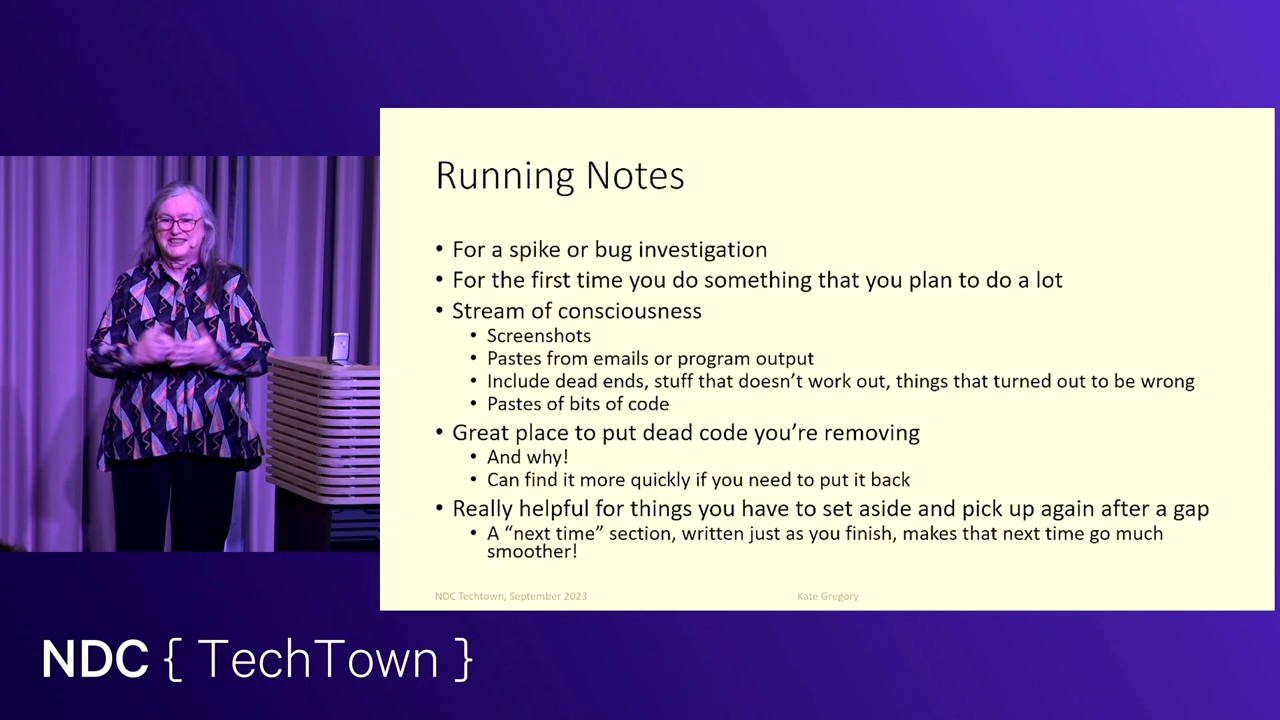 Running Notes
• For a spike or bug investigation
• For the first time you do something that you plan to do a lot
• Stream of consciousness
• Screenshots
• Pastes from emails or program output
• Include dead ends, stuff that doesn’t work out, things that turned out to be wrong
• Pastes of bits of code
• Great place to put dead code you’re removing
• And why!
• Can find it more quickly if you need to put it back
• Really helpful for things you have to set aside and pick up again after a gap
• A “next time” section, written just as you finish, makes that next time go much
smoother!
NDC Techtown, September 2023
Kate Gregory
NDC { TechTown }